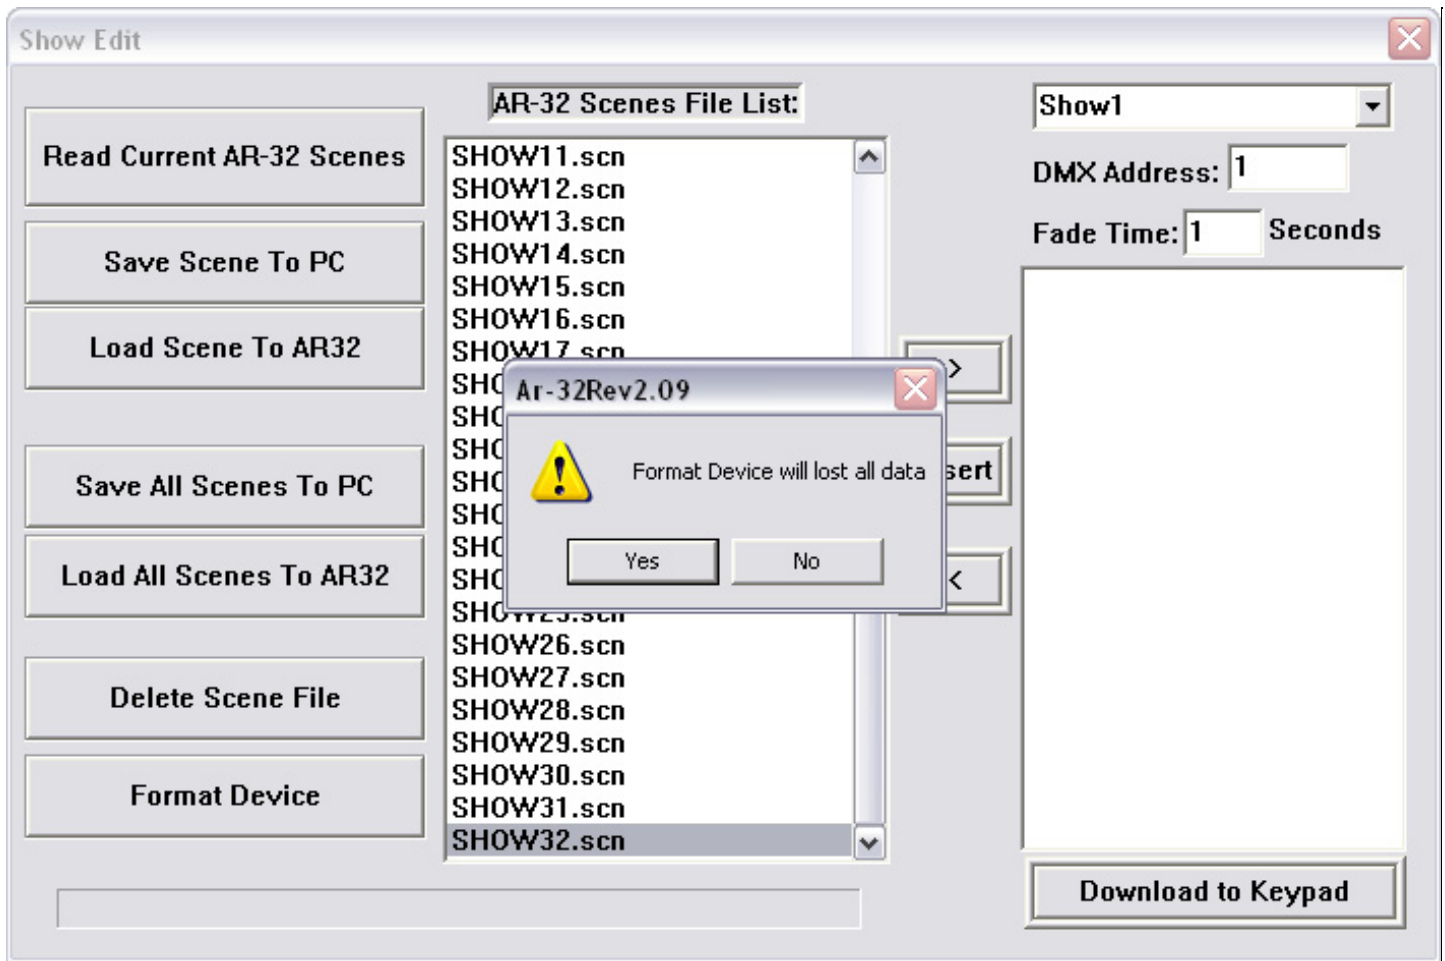 Show Edit
Read Current AR-32 Scenes
Save Scene To PC
Load Scene To AR32
Save All Scenes To PC
Load All Scenes To AR32
Delete Scene File
Format Device
AR-32 Scenes File List:
SHOW11.scn
SHOW12.scn
SHOW13.scn
SHOW14.scn
SHOW15.scn
SHOW16.scn
SHOW17.scn
SHOW26.scn
SHOW27.scn
SHOW28.scn
SHOW29.scn
SHOW30.scn
SHOW31.scn
SHOW32.scn
Ar-32Rev2.09
Format Device will lost all data
Yes No
>
<
Show1
DMX Address: 1
Fade Time: 1 Seconds
Download to Keypad